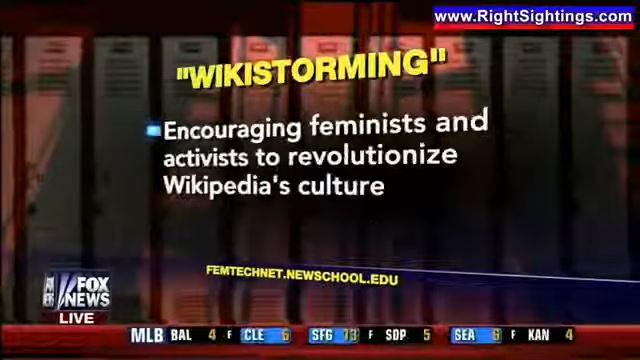 www.RightSightings.com
"WIKISTORMING"
Encouraging feminists and
activists to revolutionize
Wikipedia's culture
FEMTECHNET.NEWSCHOOL.EDU
FOX
NEWS
LIVE
MLB BAL 4 F CLE 6 SFG 13 F SDP 5 SEA 6 F KAN 4